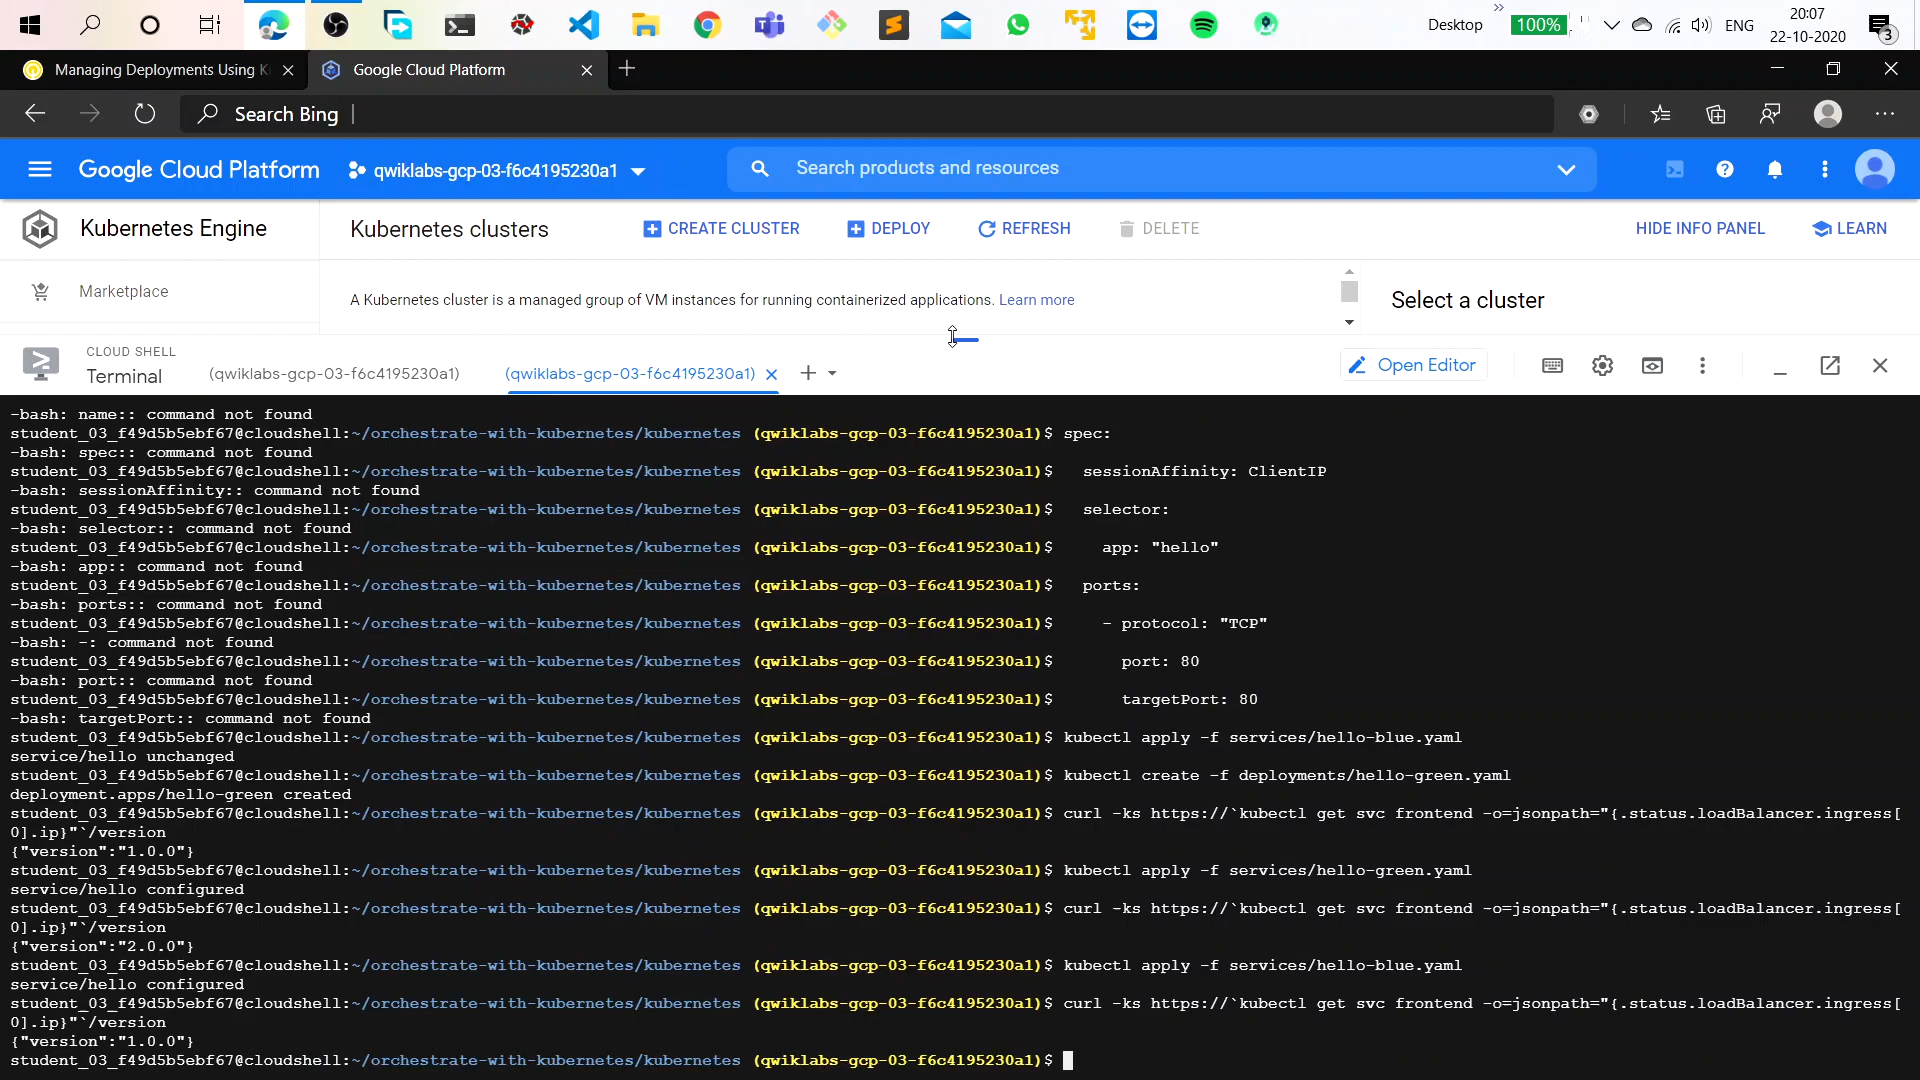 Desktop
100%
ENG
20:07
22-10-2020
3
Managing Deployments Using K
Google Cloud Platform
Search Bing
Google Cloud Platform
qwiklabs-gcp-03-f6c4195230a1
Search products and resources
Kubernetes Engine
Kubernetes clusters
CREATE CLUSTER
DEPLOY
REFRESH
DELETE
HIDE INFO PANEL
LEARN
Marketplace
A Kubernetes cluster is a managed group of VM instances for running containerized applications. Learn more
Select a cluster
CLOUD SHELL
Terminal
(qwiklabs-gcp-03-f6c4195230a1)
(qwiklabs-gcp-03-f6c4195230a1)
Open Editor
-bash: name:: command not found
student_03_f49d5b5ebf67@cloudshell:~/orchestrate-with-kubernetes/kubernetes (qwiklabs-gcp-03-f6c4195230a1)$ spec:
-bash: spec:: command not found
student_03_f49d5b5ebf67@cloudshell:~/orchestrate-with-kubernetes/kubernetes (qwiklabs-gcp-03-f6c4195230a1)$   sessionAffinity: ClientIP
-bash: sessionAffinity:: command not found
student_03_f49d5b5ebf67@cloudshell:~/orchestrate-with-kubernetes/kubernetes (qwiklabs-gcp-03-f6c4195230a1)$   selector:
-bash: selector:: command not found
student_03_f49d5b5ebf67@cloudshell:~/orchestrate-with-kubernetes/kubernetes (qwiklabs-gcp-03-f6c4195230a1)$     app: "hello"
-bash: app:: command not found
student_03_f49d5b5ebf67@cloudshell:~/orchestrate-with-kubernetes/kubernetes (qwiklabs-gcp-03-f6c4195230a1)$   ports:
-bash: ports:: command not found
student_03_f49d5b5ebf67@cloudshell:~/orchestrate-with-kubernetes/kubernetes (qwiklabs-gcp-03-f6c4195230a1)$     - protocol: "TCP"
-bash: -: command not found
student_03_f49d5b5ebf67@cloudshell:~/orchestrate-with-kubernetes/kubernetes (qwiklabs-gcp-03-f6c4195230a1)$       port: 80
-bash: port:: command not found
student_03_f49d5b5ebf67@cloudshell:~/orchestrate-with-kubernetes/kubernetes (qwiklabs-gcp-03-f6c4195230a1)$       targetPort: 80
-bash: targetPort:: command not found
student_03_f49d5b5ebf67@cloudshell:~/orchestrate-with-kubernetes/kubernetes (qwiklabs-gcp-03-f6c4195230a1)$ kubectl apply -f services/hello-blue.yaml
service/hello unchanged
student_03_f49d5b5ebf67@cloudshell:~/orchestrate-with-kubernetes/kubernetes (qwiklabs-gcp-03-f6c4195230a1)$ kubectl create -f deployments/hello-green.yaml
deployment.apps/hello-green created
student_03_f49d5b5ebf67@cloudshell:~/orchestrate-with-kubernetes/kubernetes (qwiklabs-gcp-03-f6c4195230a1)$ curl -ks https://`kubectl get svc frontend -o=jsonpath="{.status.loadBalancer.ingress[
0].ip}"`/version
{"version":"1.0.0"}
student_03_f49d5b5ebf67@cloudshell:~/orchestrate-with-kubernetes/kubernetes (qwiklabs-gcp-03-f6c4195230a1)$ kubectl apply -f services/hello-green.yaml
service/hello configured
student_03_f49d5b5ebf67@cloudshell:~/orchestrate-with-kubernetes/kubernetes (qwiklabs-gcp-03-f6c4195230a1)$ curl -ks https://`kubectl get svc frontend -o=jsonpath="{.status.loadBalancer.ingress[
0].ip}"`/version
{"version":"2.0.0"}
student_03_f49d5b5ebf67@cloudshell:~/orchestrate-with-kubernetes/kubernetes (qwiklabs-gcp-03-f6c4195230a1)$ kubectl apply -f services/hello-blue.yaml
service/hello configured
student_03_f49d5b5ebf67@cloudshell:~/orchestrate-with-kubernetes/kubernetes (qwiklabs-gcp-03-f6c4195230a1)$ curl -ks https://`kubectl get svc frontend -o=jsonpath="{.status.loadBalancer.ingress[
0].ip}"`/version
{"version":"1.0.0"}
student_03_f49d5b5ebf67@cloudshell:~/orchestrate-with-kubernetes/kubernetes (qwiklabs-gcp-03-f6c4195230a1)$